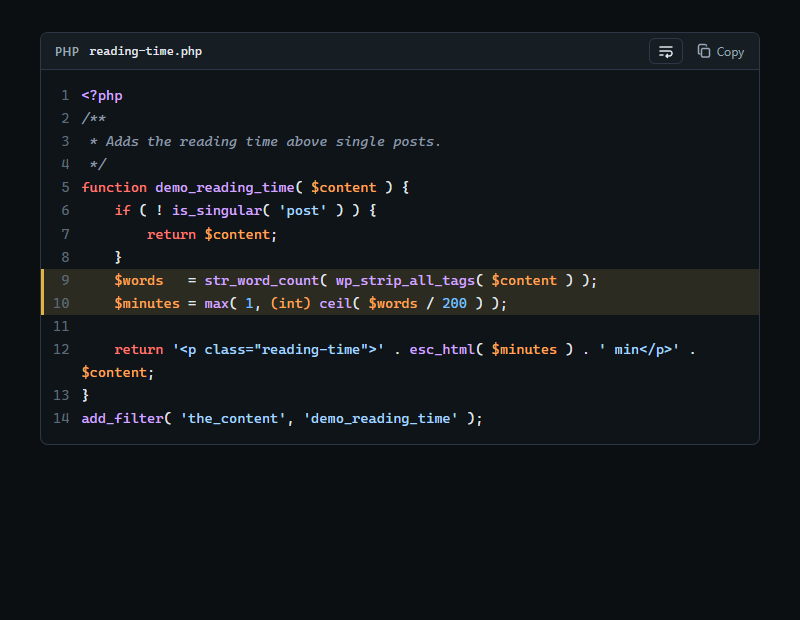 PHP reading-time.php Copy
1 <?php
2 /**
3  * Adds the reading time above single posts.
4  */
5 function demo_reading_time( $content ) {
6     if ( ! is_singular( 'post' ) ) {
7         return $content;
8     }
9     $words   = str_word_count( wp_strip_all_tags( $content ) );
10     $minutes = max( 1, (int) ceil( $words / 200 ) );
11
12     return '<p class="reading-time">' . esc_html( $minutes ) . ' min</p>' .
$content;
13 }
14 add_filter( 'the_content', 'demo_reading_time' );